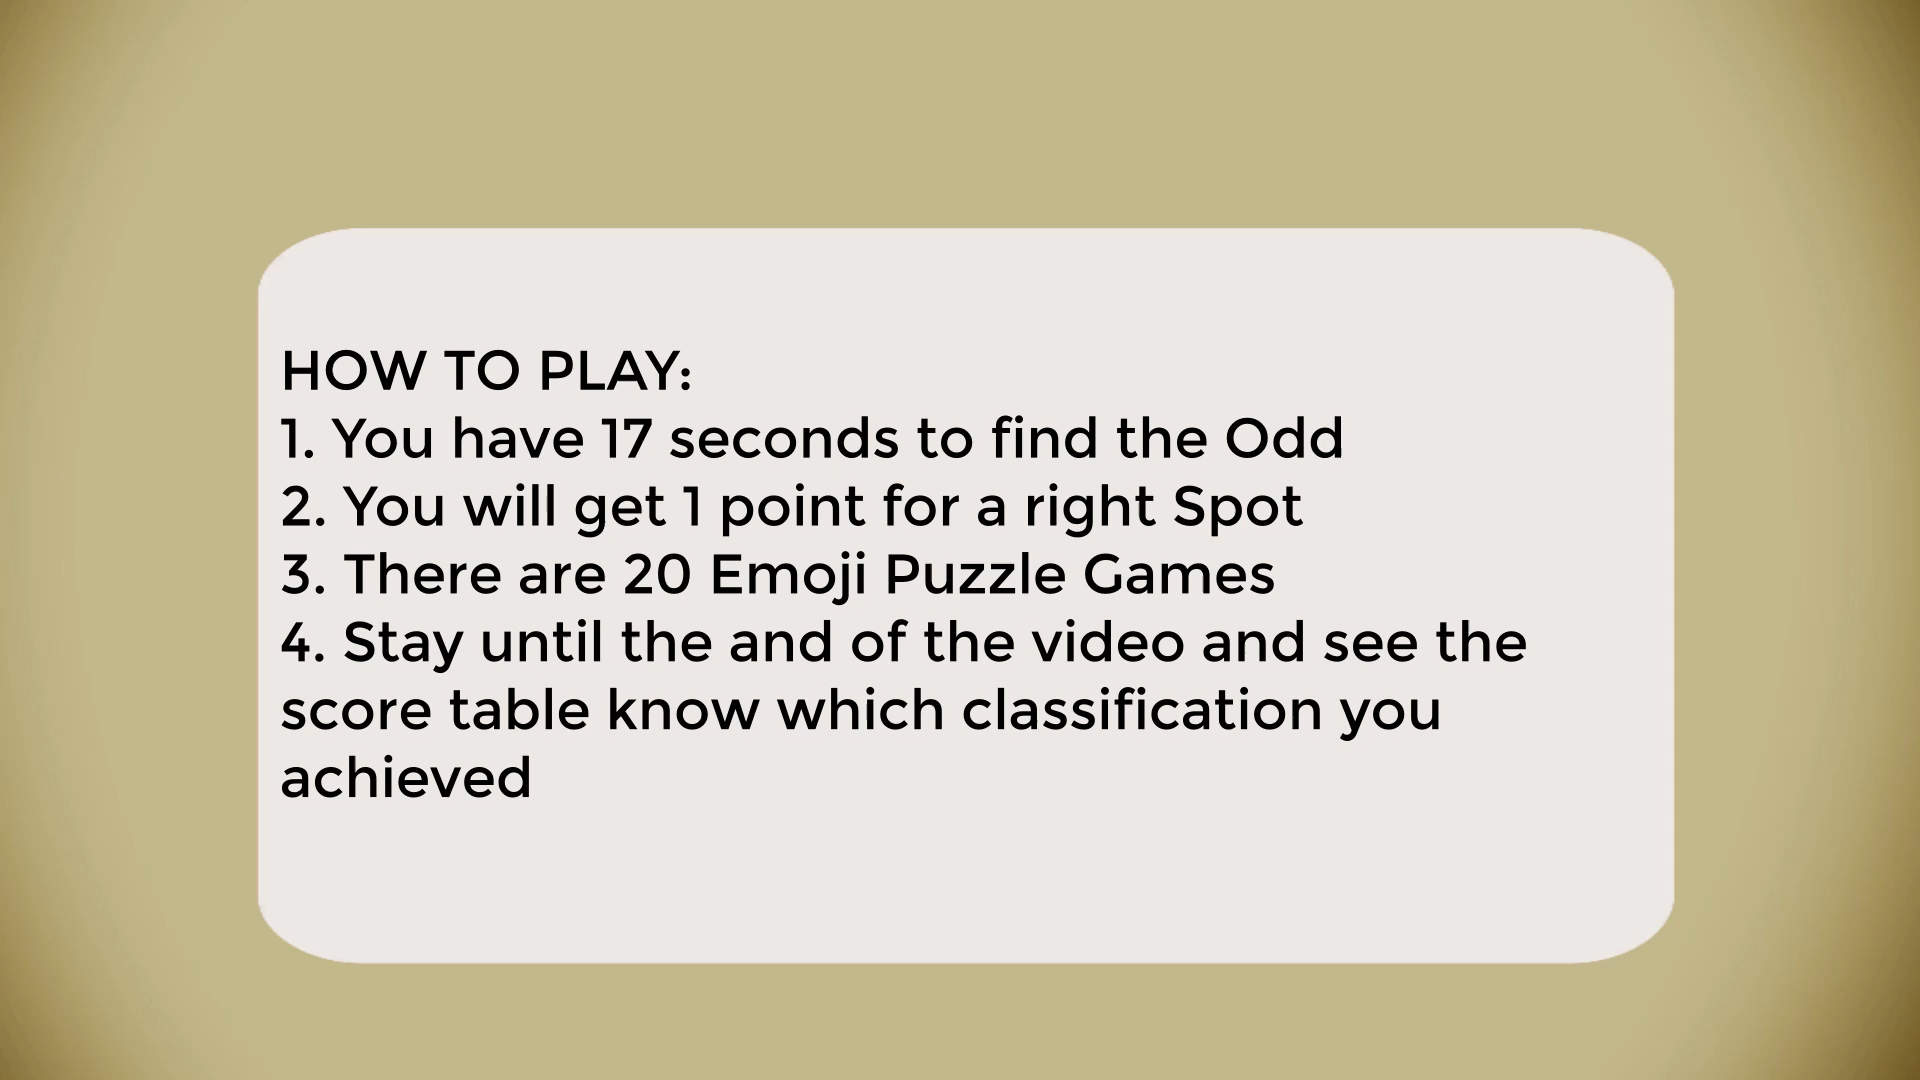 HOW TO PLAY:
1. You have 17 seconds to find the Odd
2. You will get 1 point for a right Spot
3. There are 20 Emoji Puzzle Games
4. Stay until the and of the video and see the
score table know which classification you
achieved